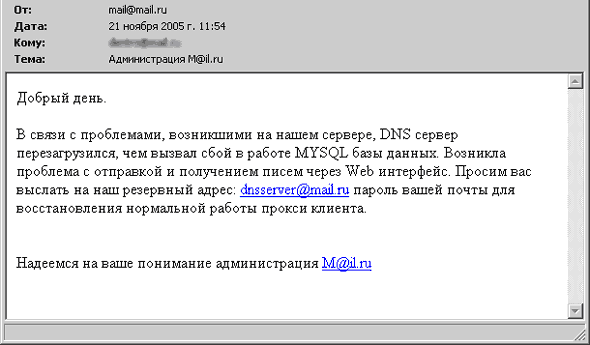 От: mail@mail.ru
Дата: 21 ноября 2005 г. 11:54
Кому:
Тема: Администрация M@il.ru
Добрый день.
В связи с проблемами, возникшими на нашем сервере, DNS сервер
перезагрузился, чем вызвал сбой в работе MYSQL базы данных. Возникла
проблема с отправкой и получением писем через Web интерфейс. Просим вас
выслать на наш резервный адрес: dnsserver@mail.ru пароль вашей почты для
восстановления нормальной работы прокси клиента.
Надеемся на ваше понимание администрация M@il.ru